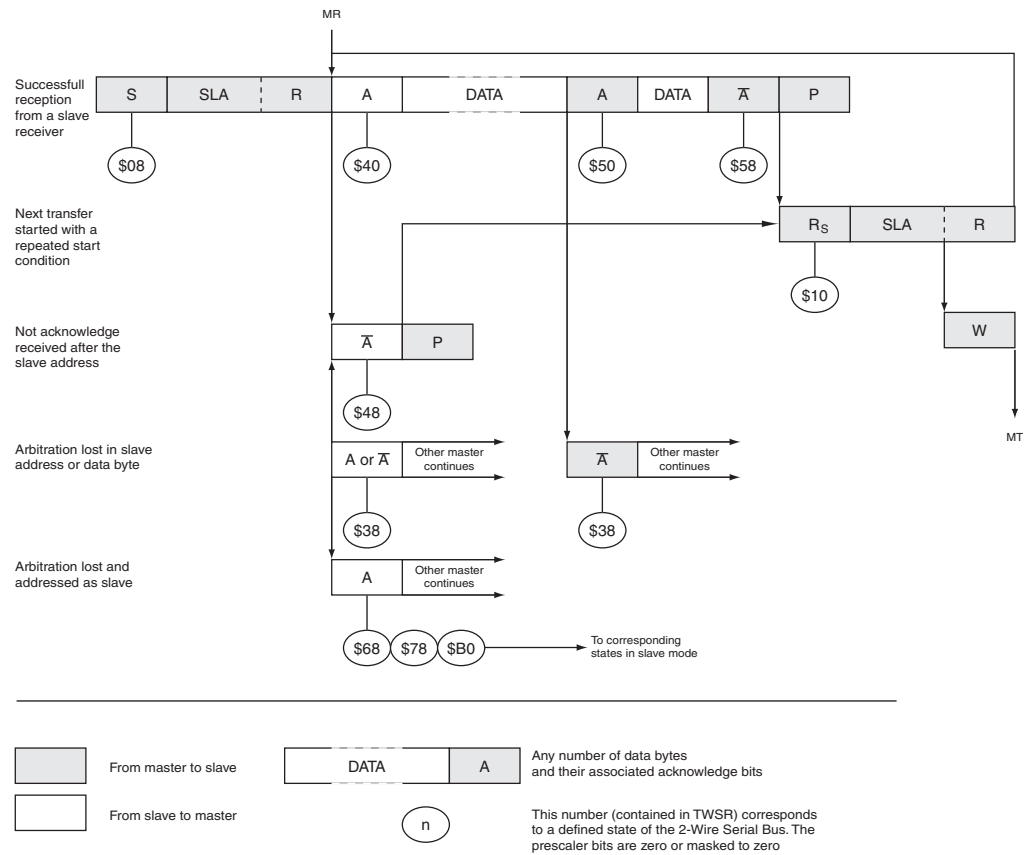 MR
Successfull
reception
from a slave
receiver
S SLA R A DATA A DATA A̅ P
$08 $40 $50 $58
Next transfer
started with a
repeated start
condition
RS SLA R
$10
Not acknowledge
received after the
slave address
A̅ P
W
$48
MT
Arbitration lost in slave
address or data byte
A or A̅ Other master
continues
A̅ Other master
continues
$38 $38
Arbitration lost and
addressed as slave
A Other master
continues
$68 $78 $B0 To corresponding
states in slave mode
From master to slave
DATA A
Any number of data bytes
and their associated acknowledge bits
From slave to master
n
This number (contained in TWSR) corresponds
to a defined state of the 2-Wire Serial Bus. The
prescaler bits are zero or masked to zero